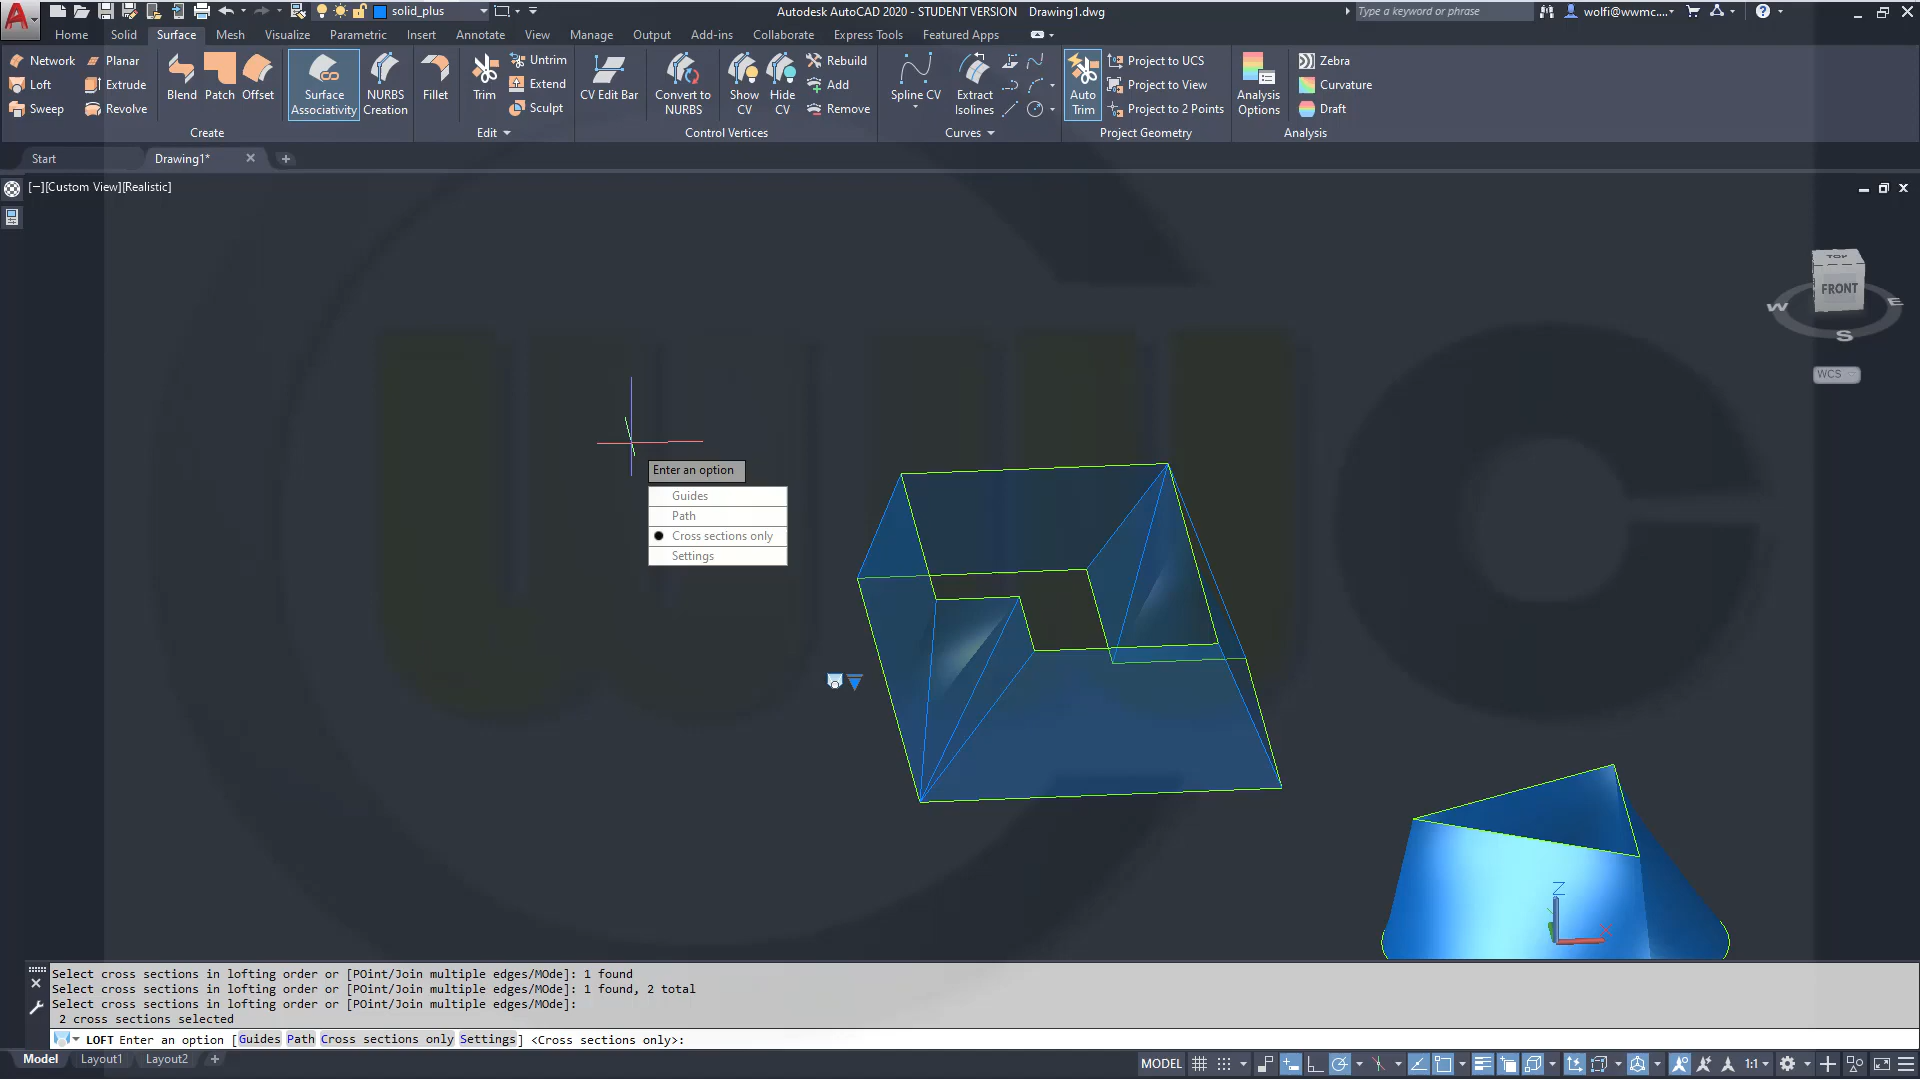 solid_plus
Autodesk AutoCAD 2020 - STUDENT VERSION Drawing1.dwg
Type a keyword or phrase
wolfi@wwmc....
Home Solid Surface Mesh Visualize Parametric Insert Annotate View Manage Output Add-ins Collaborate Express Tools Featured Apps
Network Planar
Loft Extrude
Sweep Revolve
Create
Blend Patch Offset
Surface Associativity
NURBS Creation
Fillet
Trim
Untrim
Extend
Sculpt
Edit
CV Edit Bar
Convert to NURBS
Show CV
Hide CV
Rebuild
Add
Remove
Control Vertices
Spline CV
Extract Isolines
Curves
Auto Trim
Project to UCS
Project to View
Project to 2 Points
Project Geometry
Analysis Options
Zebra
Curvature
Draft
Analysis
Start Drawing1*
[−][Custom View][Realistic]
TOP
FRONT
W E
S
WCS
Enter an option
Guides
Path
Cross sections only
Settings
Z
X
Select cross sections in lofting order or [POint/Join multiple edges/MOde]: 1 found
Select cross sections in lofting order or [POint/Join multiple edges/MOde]: 1 found, 2 total
Select cross sections in lofting order or [POint/Join multiple edges/MOde]:
2 cross sections selected
LOFT Enter an option [Guides Path Cross sections only Settings] <Cross sections only>:
Model Layout1 Layout2
MODEL 1:1